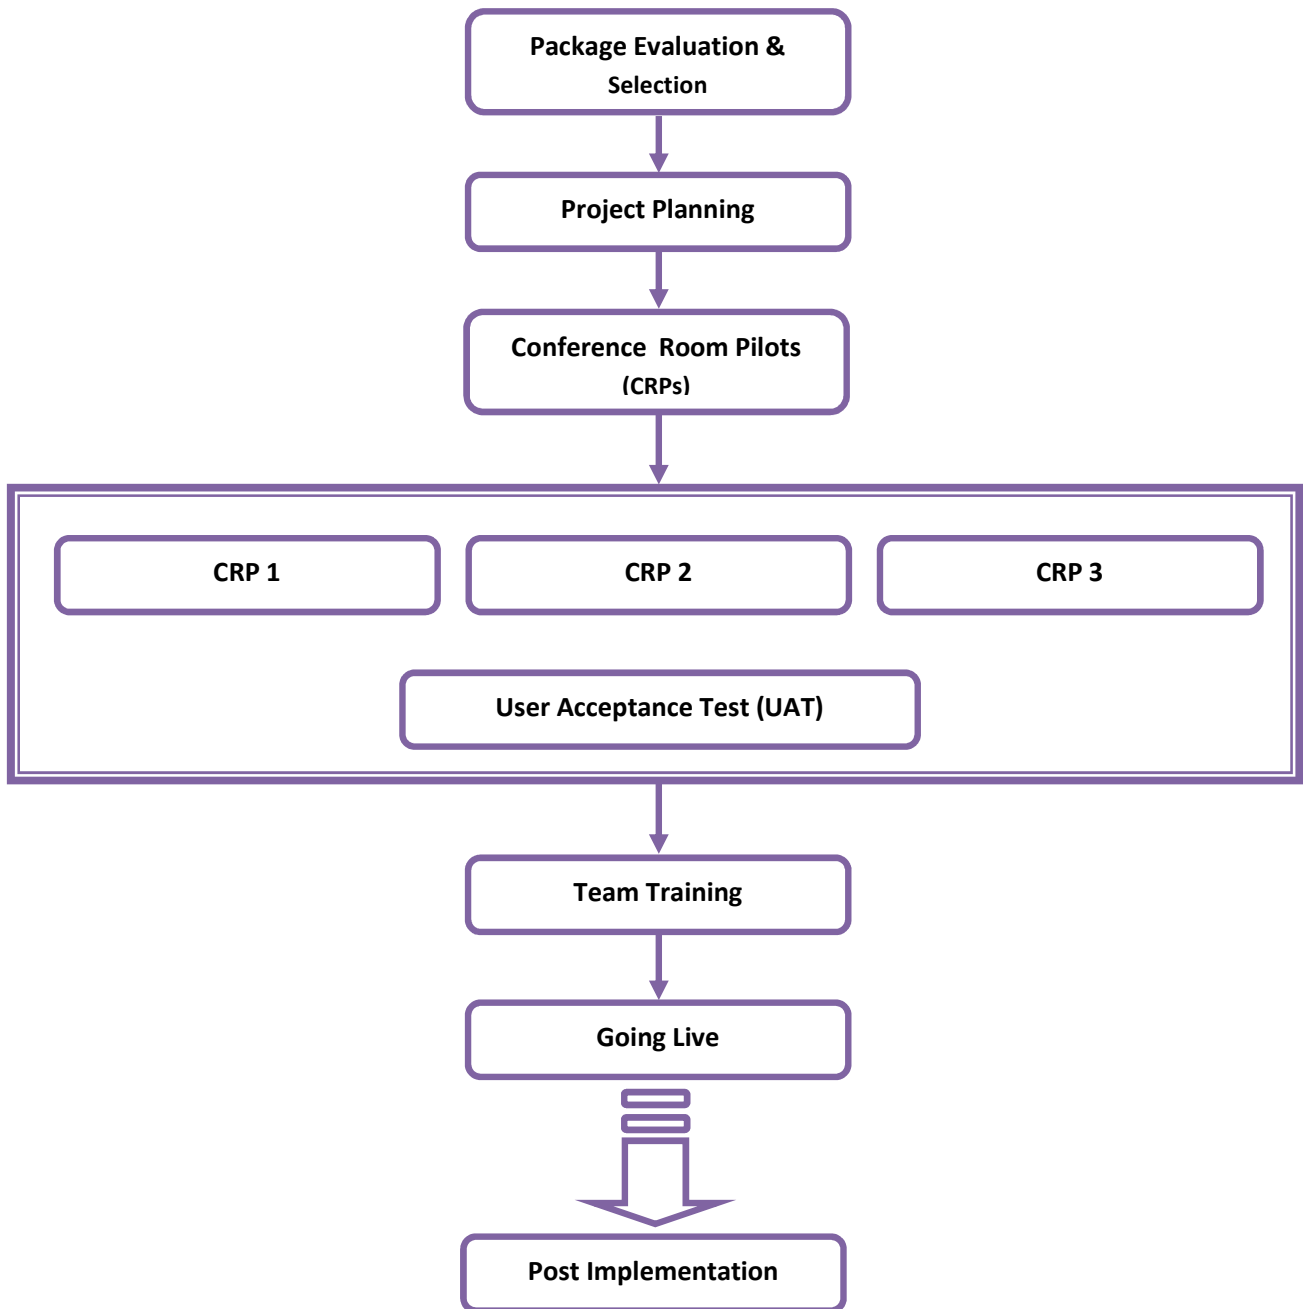 Package Evaluation &
Selection
Project Planning
Conference Room Pilots
(CRPs)
CRP 1
CRP 2
CRP 3
User Acceptance Test (UAT)
Team Training
Going Live
Post Implementation